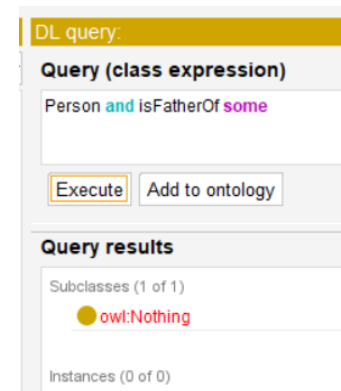 DL query:
Query (class expression)
Person and isFatherOf some
Execute Add to ontology
Query results
Subclasses (1 of 1)
owl:Nothing
Instances (0 of 0)